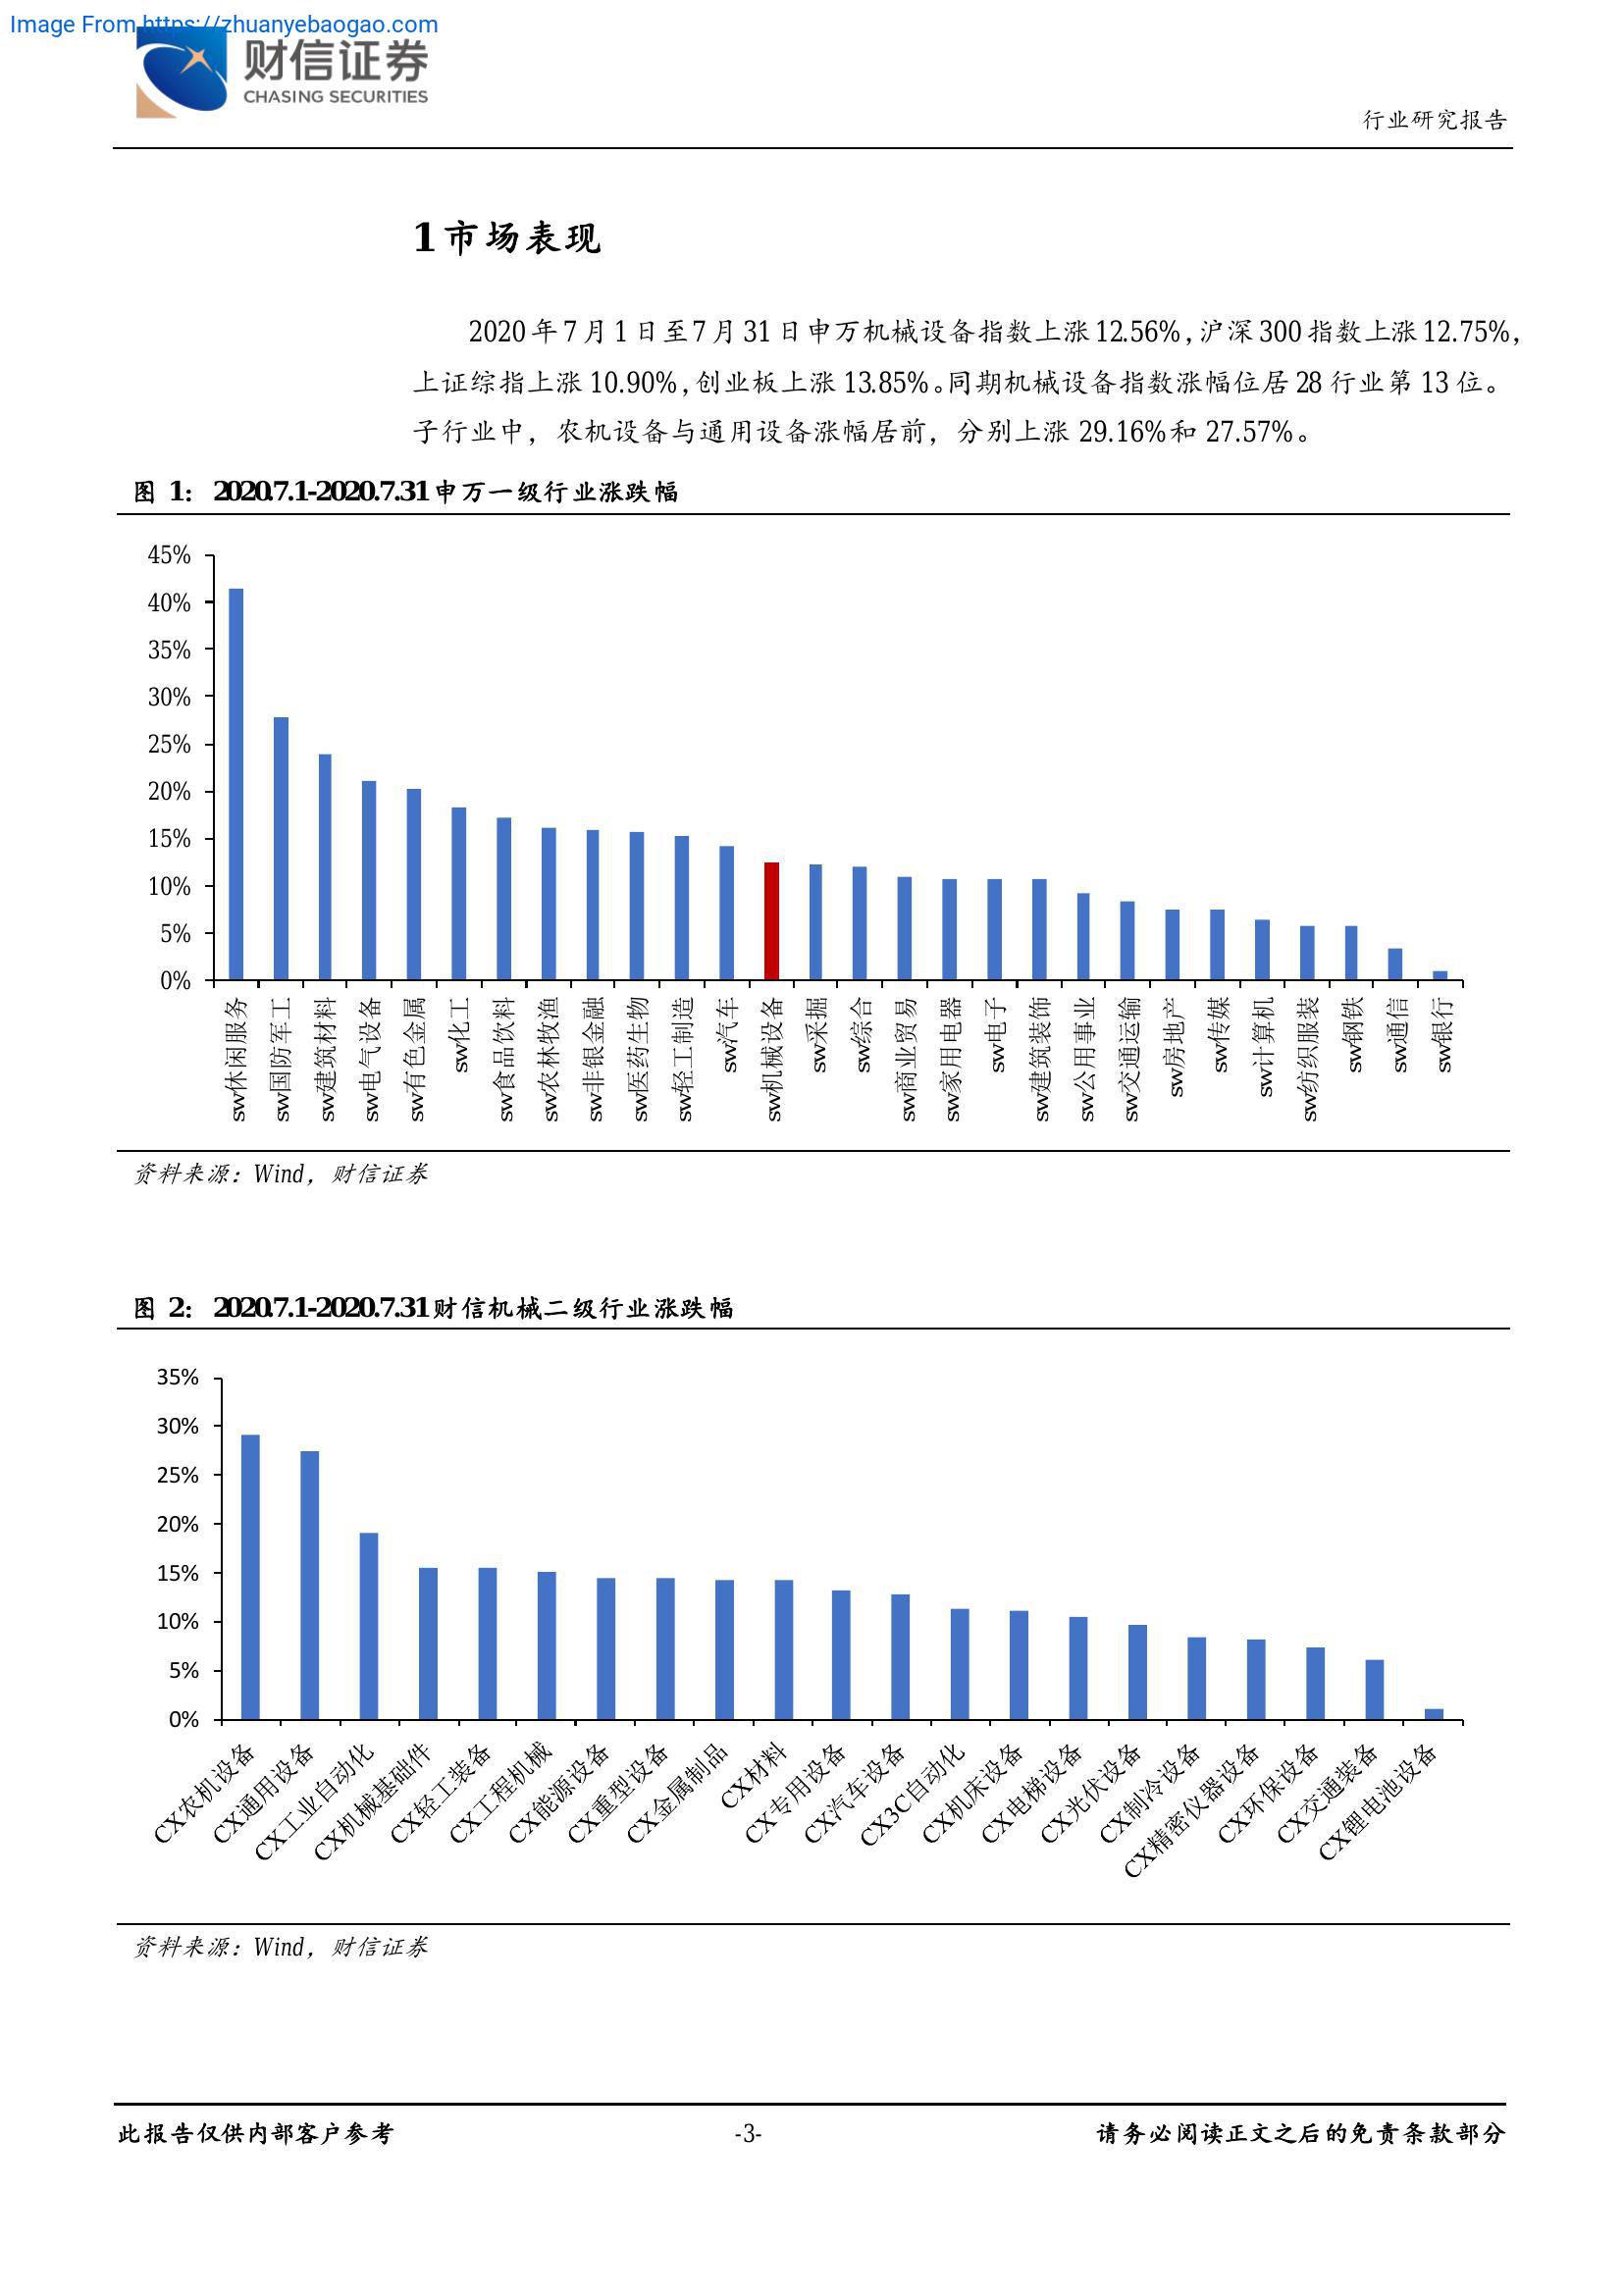 Image From https://zhuanyebaogao.com
财信证券
CHASING SECURITIES
行业研究报告
1 市场表现
2020 年 7 月 1 日至 7 月 31 日申万机械设备指数上涨 12.56%，沪深 300 指数上涨 12.75%，
上证综指上涨 10.90%，创业板上涨 13.85%。同期机械设备指数涨幅位居 28 行业第 13 位。
子行业中，农机设备与通用设备涨幅居前，分别上涨 29.16%和 27.57%。
图 1： 2020.7.1-2020.7.31 申万一级行业涨跌幅
45%
40%
35%
30%
25%
20%
15%
10%
5%
0%
sw休闲服务
sw国防军工
sw建筑材料
sw电气设备
sw有色金属
sw化工
sw食品饮料
sw农林牧渔
sw非银金融
sw医药生物
sw轻工制造
sw汽车
sw机械设备
sw采掘
sw综合
sw商业贸易
sw家用电器
sw电子
sw建筑装饰
sw公用事业
sw交通运输
sw房地产
sw传媒
sw计算机
sw纺织服装
sw钢铁
sw通信
sw银行
资料来源：Wind，财信证券
图 2： 2020.7.1-2020.7.31 财信机械二级行业涨跌幅
35%
30%
25%
20%
15%
10%
5%
0%
CX农机设备
CX通用设备
CX工业自动化
CX机械基础件
CX轻工装备
CX工程机械
CX能源设备
CX重型设备
CX金属制品
CX材料
CX专用设备
CX汽车设备
CX3C自动化
CX机床设备
CX电梯设备
CX光伏设备
CX制冷设备
CX精密仪器设备
CX环保设备
CX交通装备
CX锂电池设备
资料来源：Wind，财信证券
此报告仅供内部客户参考
-3-
请务必阅读正文之后的免责条款部分